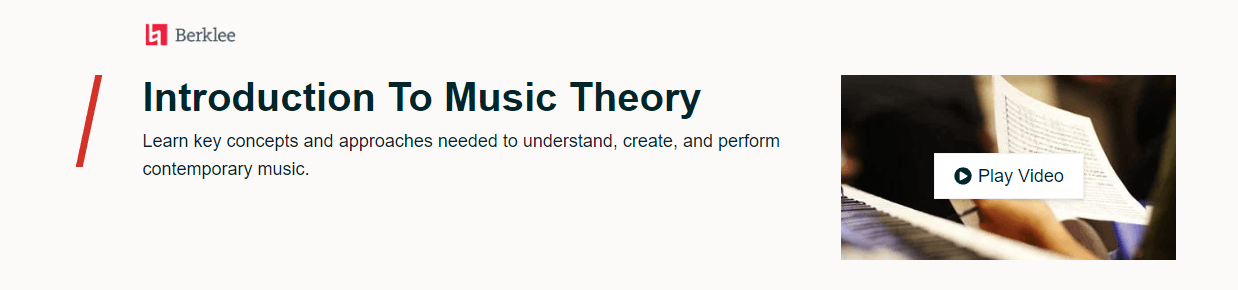 Berklee
Introduction To Music Theory
Learn key concepts and approaches needed to understand, create, and perform
contemporary music.
Play Video